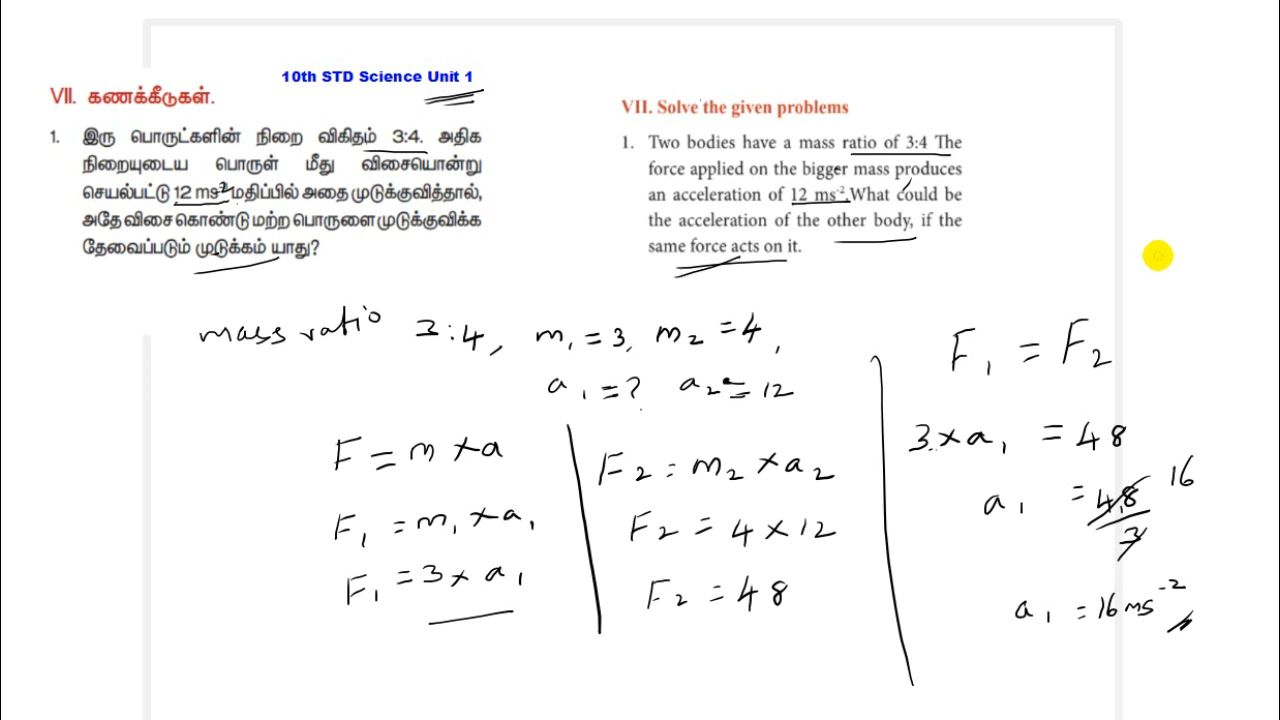 10th STD Science Unit 1
VII. கணக்கீடுகள்.
1. இரு பொருட்களின் நிறை விகிதம் 3:4. அதிக
நிறையுடைய பொருள் மீது விசையொன்று
செயல்பட்டு 12 ms² மதிப்பில் அதை முடுக்குவித்தால்,
அதே விசை கொண்டு மற்ற பொருளை முடுக்குவிக்க
தேவைப்படும் முடுக்கம் யாது?
VII. Solve the given problems
1. Two bodies have a mass ratio of 3:4 The
force applied on the bigger mass produces
an acceleration of 12 ms⁻².What could be
the acceleration of the other body, if the
same force acts on it.
mass ratio 3:4, m₁ = 3, m₂ = 4,
a₁ = ? a₂ = 12
F = m × a
F₁ = m₁ × a₁
F₁ = 3 × a₁
F₂ = m₂ × a₂
F₂ = 4 × 12
F₂ = 48
F₁ = F₂
3 × a₁ = 48
a₁ = 48/3 16
a₁ = 16 ms⁻²